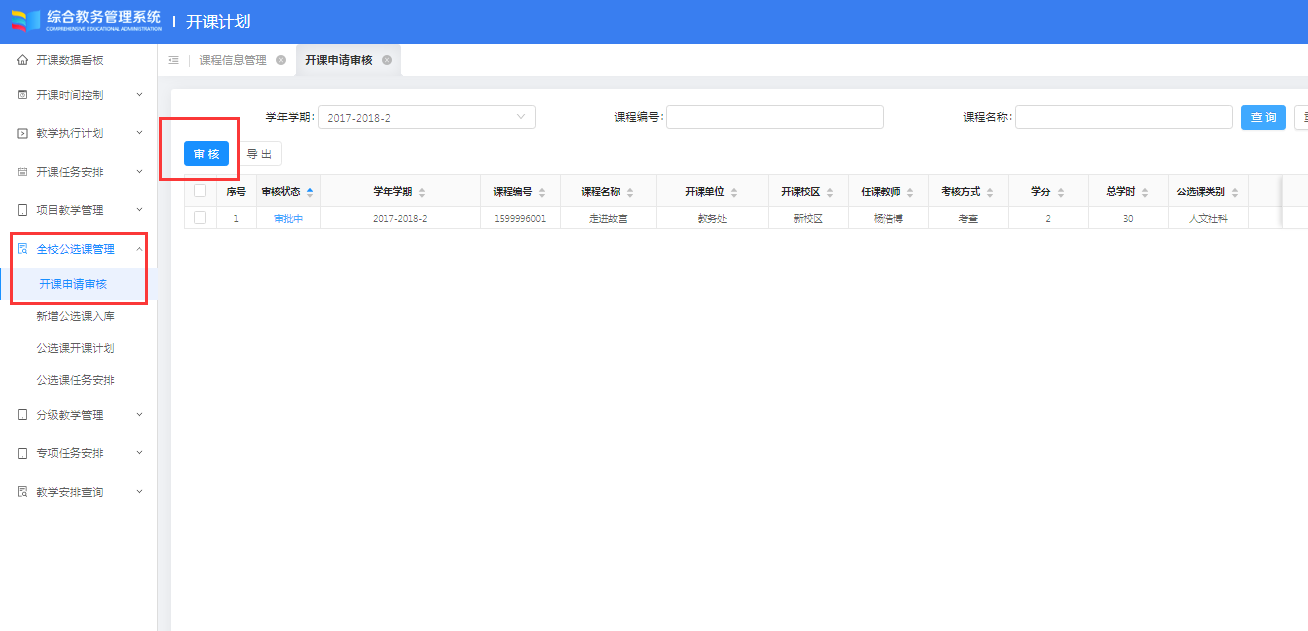 综合教务管理系统
COMPREHENSIVE EDUCATIONAL ADMINISTRATION
开课计划
开课数据看板
开课时间控制
教学执行计划
开课任务安排
项目教学管理
全校公选课管理
开课申请审核
新增公选课入库
公选课开课计划
公选课任务安排
分级教学管理
专项任务安排
教学安排查询
课程信息管理 开课申请审核
学年学期: 2017-2018-2 课程编号: 课程名称: 查询
审核 导出
序号 审核状态 学年学期 课程编号 课程名称 开课单位 开课校区 任课教师 考核方式 学分 总学时 公选课类别
1 审批中 2017-2018-2 1599996001 走进故宫 教务处 新校区 杨浩博 考查 2 30 人文社科